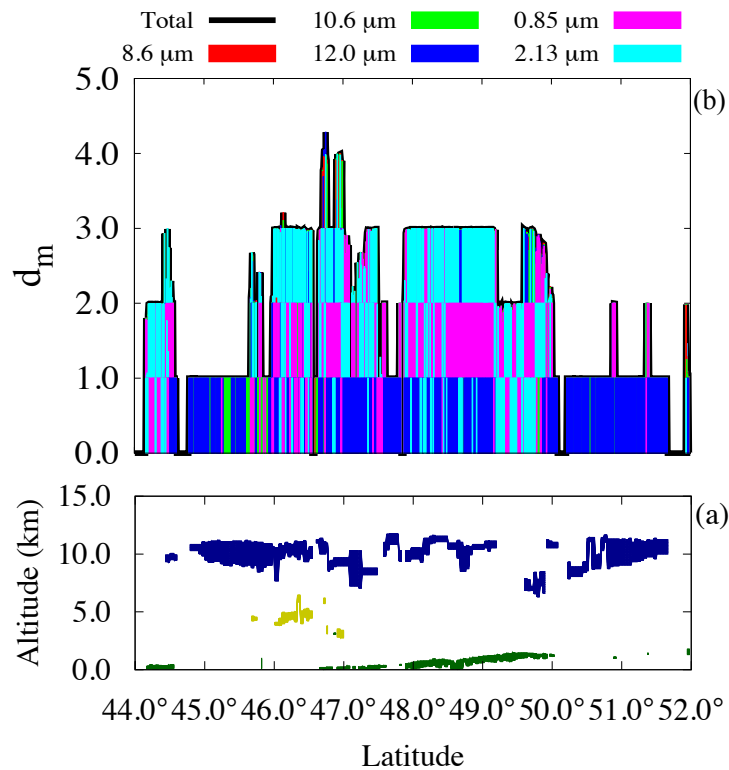 Total 10.6 μm 0.85 μm
8.6 μm 12.0 μm 2.13 μm
5.0
(b)
4.0
3.0
d_m
2.0
1.0
0.0
15.0
(a)
10.0
Altitude (km)
5.0
0.0
44.0° 45.0° 46.0° 47.0° 48.0° 49.0° 50.0° 51.0° 52.0°
Latitude